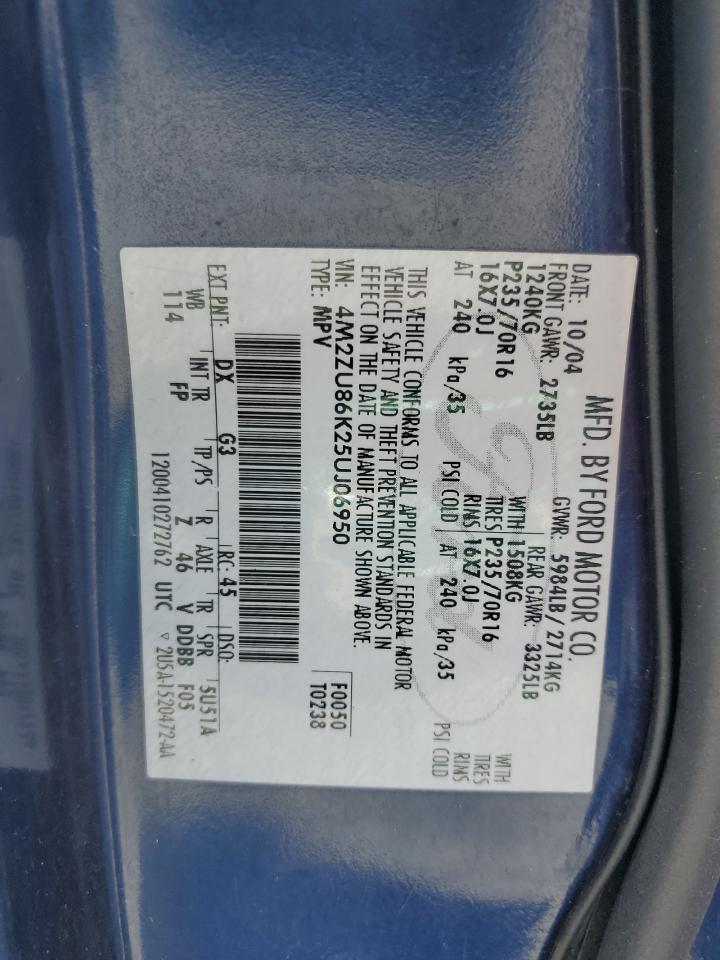 MFD. BY FORD MOTOR CO.
DATE: 10/04 GVWR: 5984LB/2714KG
FRONT GAWR: 2735LB REAR GAWR: 3325LB
1240KG WITH 1508KG WITH
P235/70R16 TIRES P235/70R16 TIRES
16X7.0J RIMS 16X7.0J RIMS
AT 240 kPa/35 PSI COLD AT 240 kPa/35 PSI COLD
THIS VEHICLE CONFORMS TO ALL APPLICABLE FEDERAL MOTOR
VEHICLE SAFETY AND THEFT PREVENTION STANDARDS IN
EFFECT ON THE DATE OF MANUFACTURE SHOWN ABOVE.
VIN: 4M2ZU86K25UJ06950 F0050
TYPE: MPV T0238
EXT PNT: DX G3 RC: 45 DSO:
WB INT TR TP/PS R AXLE TR SPR 5U51A
114 FP Z 46 V DDBB F05
1200410272762 UTC ▽ 2U5A-1520472-AA